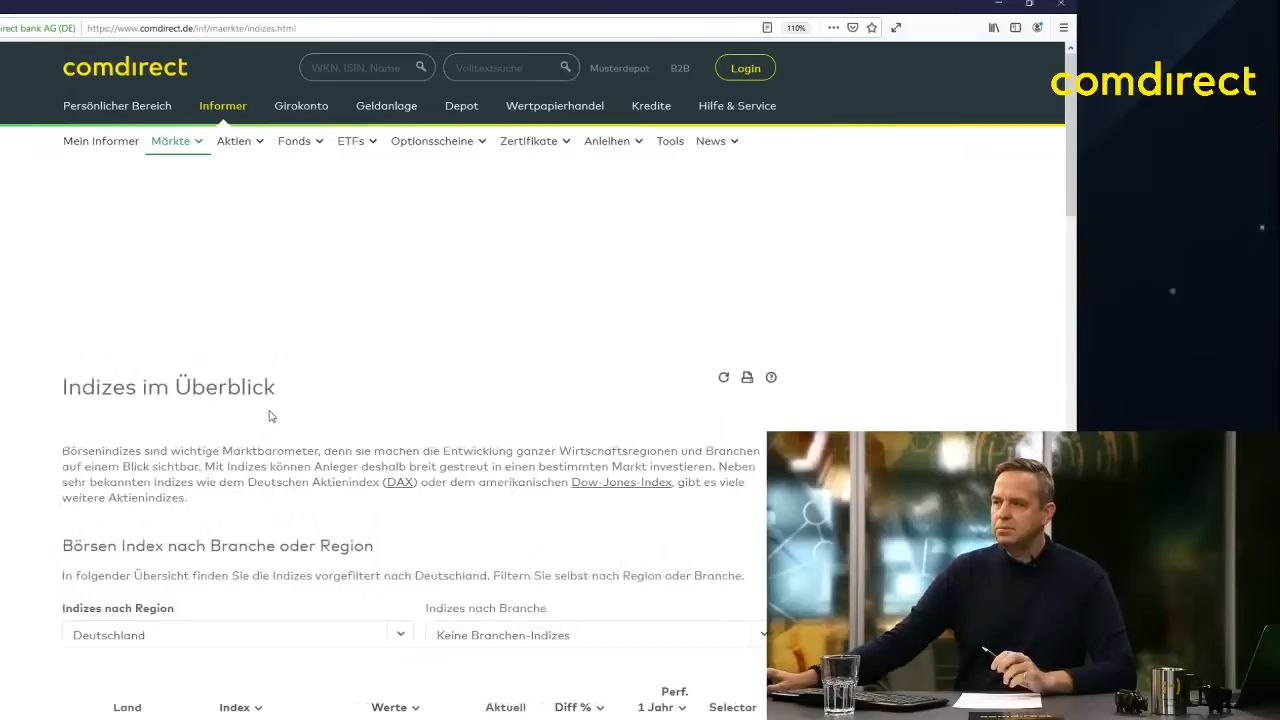 irect bank AG (DE) https://www.comdirect.de/inf/maerkte/indizes.html 110%
comdirect WKN, ISIN, Name Volltextsuche Musterdepot B2B Login
comdirect
Persönlicher Bereich Informer Girokonto Geldanlage Depot Wertpapierhandel Kredite Hilfe & Service
Mein Informer Märkte Aktien Fonds ETFs Optionsscheine Zertifikate Anleihen Tools News
Indizes im Überblick
Börsenindizes sind wichtige Marktbarometer, denn sie machen die Entwicklung ganzer Wirtschaftsregionen und Branchen
auf einem Blick sichtbar. Mit Indizes können Anleger deshalb breit gestreut in einen bestimmten Markt investieren. Neben
sehr bekannten Indizes wie dem Deutschen Aktienindex (DAX) oder dem amerikanischen Dow-Jones-Index, gibt es viele
weitere Aktienindizes.
Börsen Index nach Branche oder Region
In folgender Übersicht finden Sie die Indizes vorgefiltert nach Deutschland. Filtern Sie selbst nach Region oder Branche.
Indizes nach Region Indizes nach Branche
Deutschland Keine Branchen-Indizes
Land Index Werte Aktuell Diff % Perf. 1 Jahr Selector